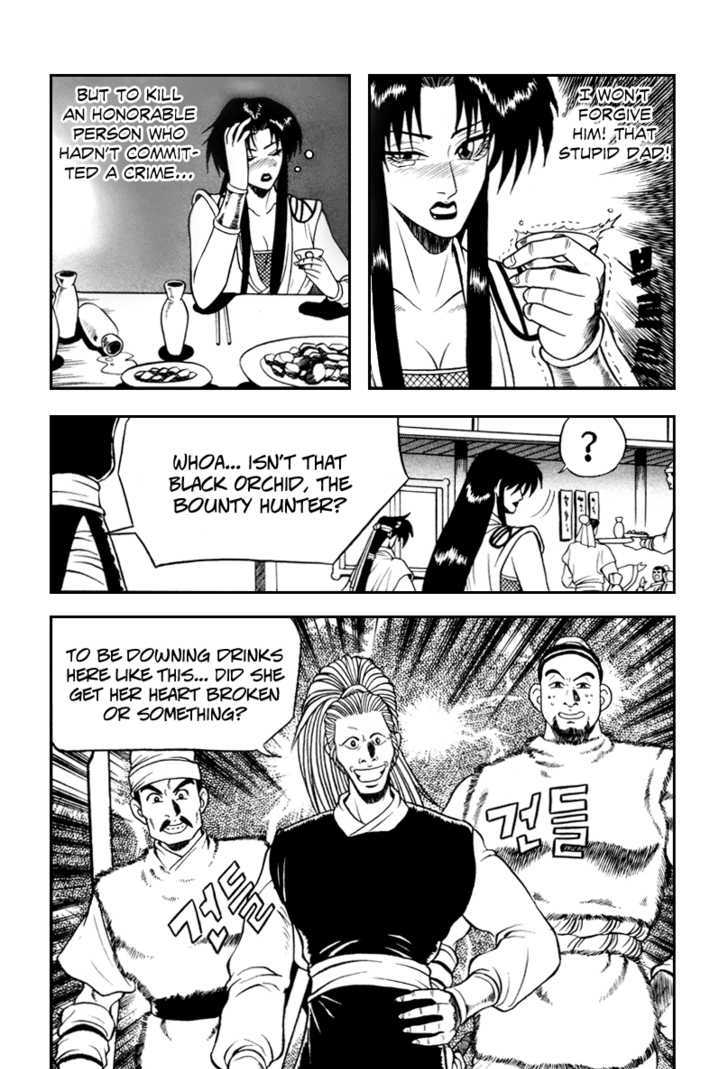 BUT TO KILL
AN HONORABLE
PERSON WHO
HADN'T COMMIT-
TED A CRIME...
I WON'T
FORGIVE
HIM! THAT
STUPID DAD!
?
WHOA... ISN'T THAT
BLACK ORCHID, THE
BOUNTY HUNTER?
TO BE DOWNING DRINKS
HERE LIKE THIS... DID SHE
GET HER HEART BROKEN
OR SOMETHING?
건들
건들